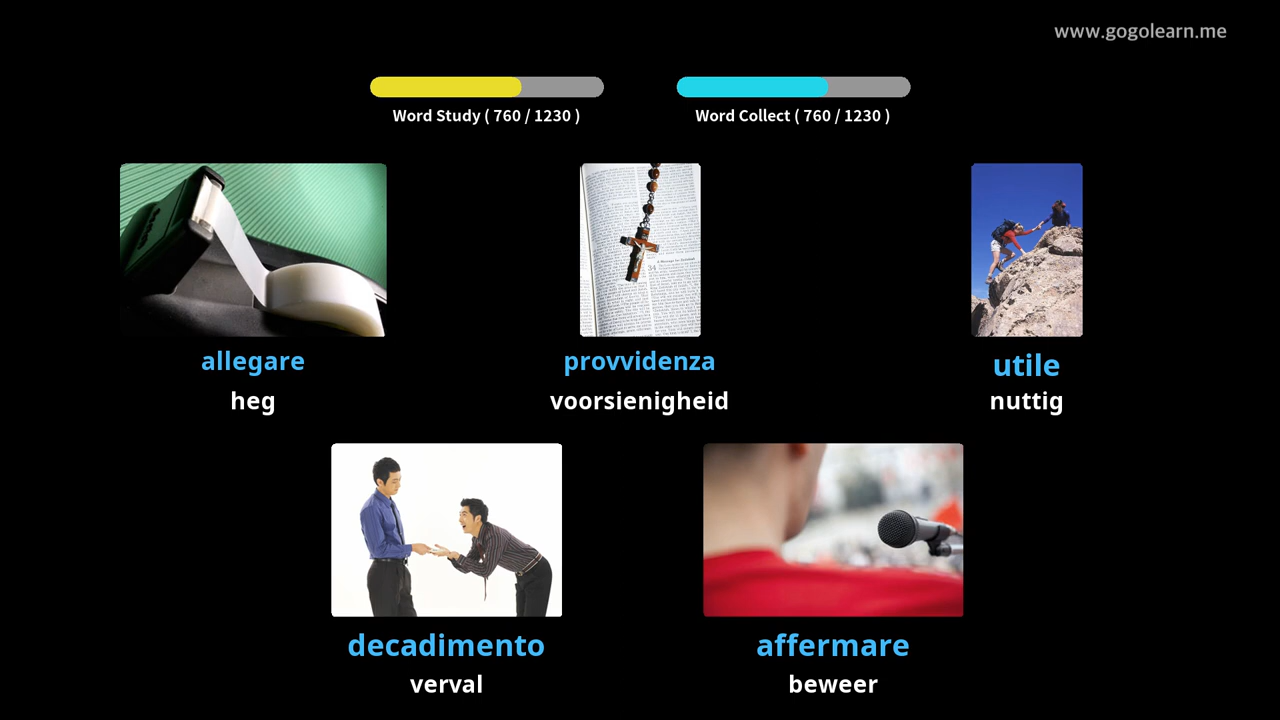 www.gogolearn.me
Word Study ( 760 / 1230 )
Word Collect ( 760 / 1230 )
allegare
heg
provvidenza
voorsienigheid
utile
nuttig
decadimento
verval
affermare
beweer